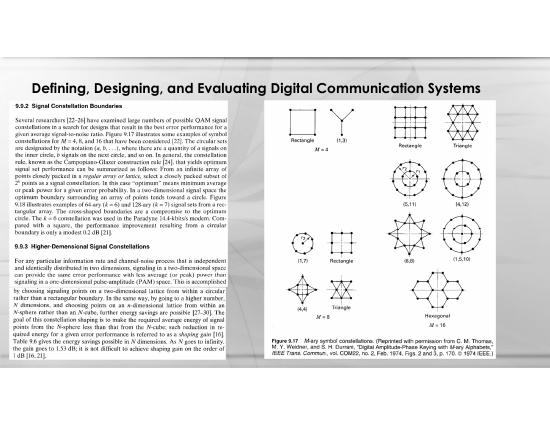 Defining, Designing, and Evaluating Digital Communication Systems
9.9.2 Signal Constellation Boundaries
Several researchers [22–26] have examined large numbers of possible QAM signal
constellations in a search for designs that result in the best error performance for a
given average signal-to-noise ratio. Figure 9.17 illustrates some examples of symbol
constellations for M = 4, 8, and 16 that have been considered [22]. The circular sets
are designated by the notation (a, b, . . .), where there are a quantity of a signals on
the inner circle, b signals on the next circle, and so on. In general, the constellation
rule, known as the Campopiano-Glazer construction rule [24], that yields optimum
signal set performance can be summarized as follows: From an infinite array of
points closely packed in a regular array or lattice, select a closely packed subset of
2ᵏ points as a signal constellation. In this case “optimum” means minimum average
or peak power for a given error probability. In a two-dimensional signal space the
optimum boundary surrounding an array of points tends toward a circle. Figure
9.18 illustrates examples of 64-ary (k = 6) and 128-ary (k = 7) signal sets from a rec-
tangular array. The cross-shaped boundaries are a compromise to the optimum
circle. The k = 6 constellation was used in the Paradyne 14.4-kbits/s modem. Com-
pared with a square, the performance improvement resulting from a circular
boundary is only a modest 0.2 dB [21].
9.9.3 Higher-Dimensional Signal Constellations
For any particular information rate and channel-noise process that is independent
and identically distributed in two dimensions, signaling in a two-dimensional space
can provide the same error performance with less average (or peak) power than
signaling in a one-dimensional pulse-amplitude (PAM) space. This is accomplished
by choosing signaling points on a two-dimensional lattice from within a circular
rather than a rectangular boundary. In the same way, by going to a higher number,
N dimensions, and choosing points on an n-dimensional lattice from within an
N-sphere rather than an N-cube, further energy savings are possible [27–30]. The
goal of this constellation shaping is to make the required average energy of signal
points from the N-sphere less than that from the N-cube; such reduction in re-
quired energy for a given error performance is referred to as a shaping gain [16].
Table 9.6 gives the energy savings possible in N dimensions. As N goes to infinity,
the gain goes to 1.53 dB; it is not difficult to achieve shaping gain on the order of
1 dB [16, 21].
Rectangle
(1,3)
M = 4
Rectangle
Triangle
(5,11)
(4,12)
(1,7)
Rectangle
(8,8)
(1,5,10)
(4,4)
Triangle
M = 8
Hexagonal
M = 16
Figure 9.17 M-ary symbol constellations. (Reprinted with permission from C. M. Thomas,
M. Y. Weidner, and S. H. Durrani, “Digital Amplitude-Phase Keying with M-ary Alphabets,”
IEEE Trans. Commun., vol. COM22, no. 2, Feb. 1974, Figs. 2 and 3, p. 170. © 1974 IEEE.)